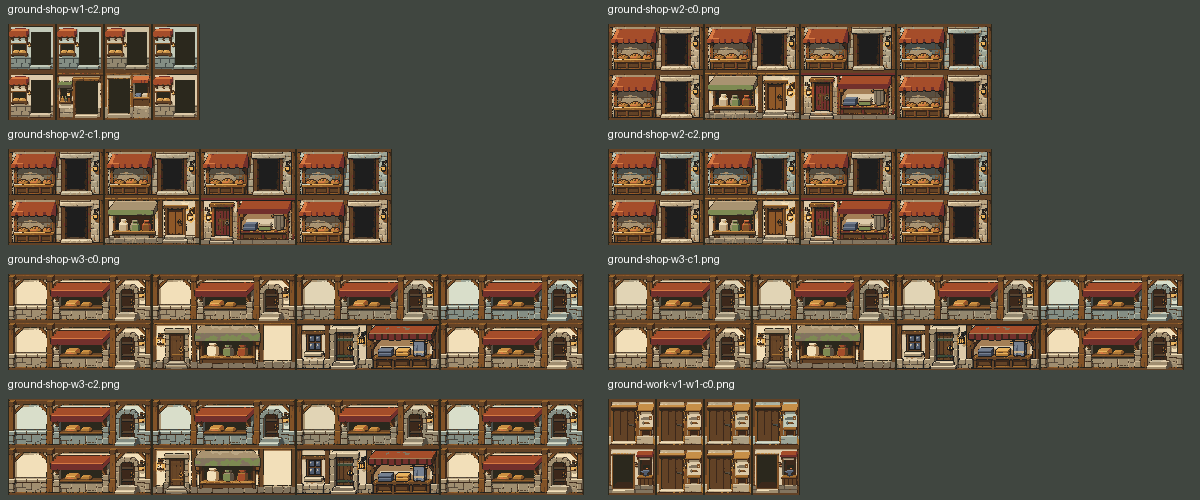 ground-shop-w1-c2.png
ground-shop-w2-c0.png
ground-shop-w2-c1.png
ground-shop-w2-c2.png
ground-shop-w3-c0.png
ground-shop-w3-c1.png
ground-shop-w3-c2.png
ground-work-v1-w1-c0.png